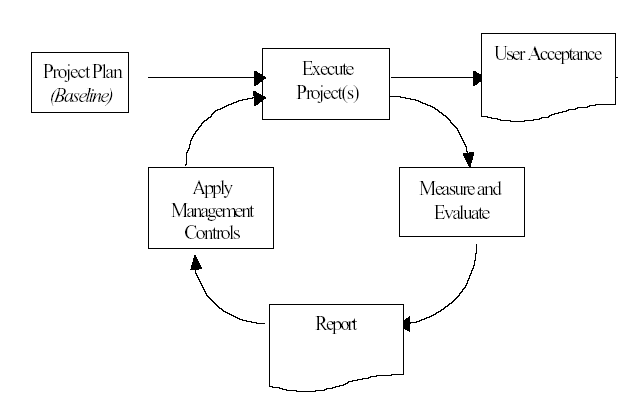 Project Plan
(Baseline)
Execute
Project(s)
User Acceptance
Apply
Management
Controls
Measure and
Evaluate
Report